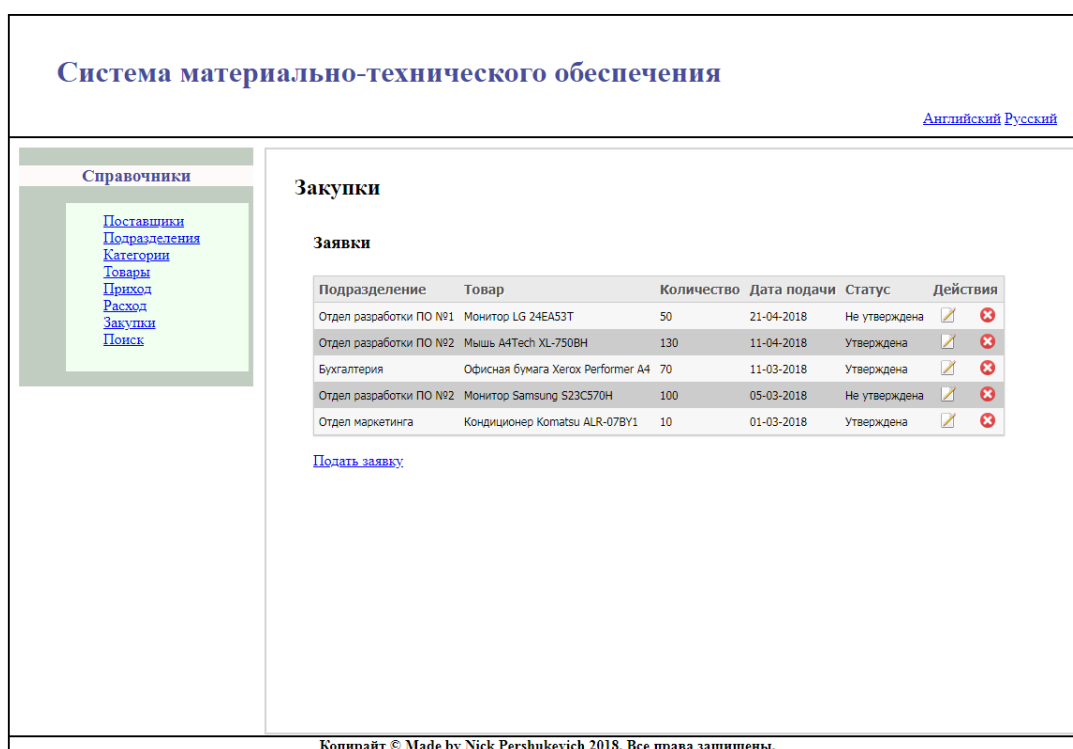 Система материально-технического обеспечения
Английский Русский
Справочники
Поставщики
Подразделения
Категории
Товары
Приход
Расход
Закупки
Поиск
Закупки
Заявки
Подразделение Товар Количество Дата подачи Статус Действия
Отдел разработки ПО №1 Монитор LG 24EA53T 50 21-04-2018 Не утверждена
Отдел разработки ПО №2 Мышь A4Tech XL-750BH 130 11-04-2018 Утверждена
Бухгалтерия Офисная бумага Xerox Performer A4 70 11-03-2018 Утверждена
Отдел разработки ПО №2 Монитор Samsung S23C570H 100 05-03-2018 Не утверждена
Отдел маркетинга Кондиционер Komatsu ALR-07BY1 10 01-03-2018 Утверждена
Подать заявку
Копирайт © Made by Nick Pershukevich 2018. Все права защищены.